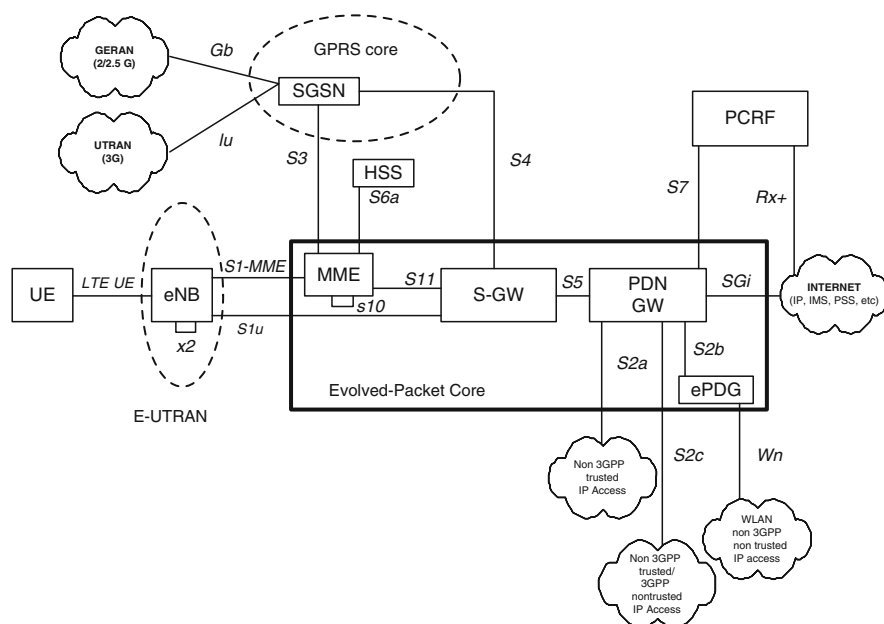 GERAN
(2/2.5 G)
Gb
GPRS core
SGSN
UTRAN
(3G)
Iu
S3
S4
PCRF
HSS
S6a
S7
Rx+
UE
LTE UE
eNB
x2
S1-MME
S1u
MME
s10
S11
S-GW
S5
PDN
GW
SGi
INTERNET
(IP, IMS, PSS, etc)
S2a
S2b
ePDG
Evolved-Packet Core
E-UTRAN
S2c
Wn
Non 3GPP
trusted
IP Access
WLAN
non 3GPP
non trusted
IP access
Non 3GPP
trusted/
3GPP
nontrusted
IP Access